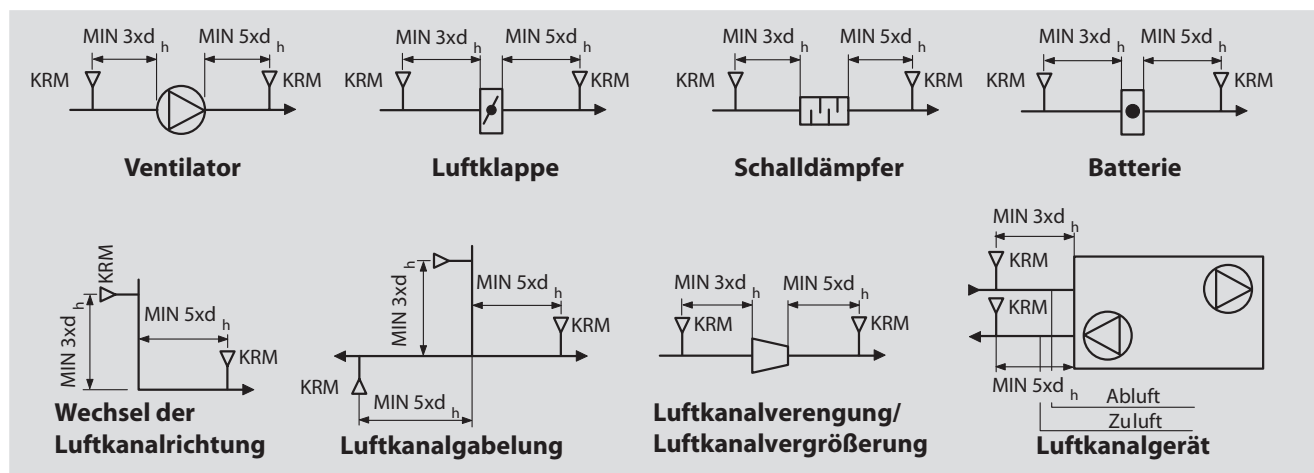 MIN 3xd h MIN 5xd h
KRM KRM
Ventilator
MIN 3xd h MIN 5xd h
KRM KRM
Luftklappe
MIN 3xd h MIN 5xd h
KRM KRM
Schalldämpfer
MIN 3xd h MIN 5xd h
KRM KRM
Batterie
KRM
MIN 3xd h
MIN 5xd h
KRM
Wechsel der
Luftkanalrichtung
MIN 3xd h
MIN 5xd h
KRM
KRM
MIN 5xd h
Luftkanalgabelung
MIN 3xd h MIN 5xd h
KRM KRM
Luftkanalverengung/
Luftkanalvergrößerung
MIN 3xd h
KRM
KRM
MIN 5xd h
Abluft
Zuluft
Luftkanalgerät